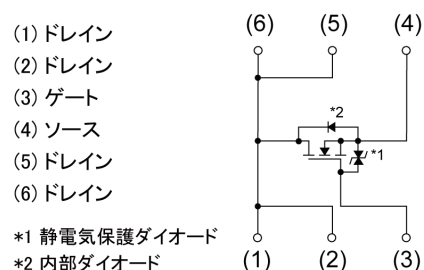 (1) ドレイン
(2) ドレイン
(3) ゲート
(4) ソース
(5) ドレイン
(6) ドレイン
*1 静電気保護ダイオード
*2 内部ダイオード
(6) (5) (4)
*2
*1
(1) (2) (3)